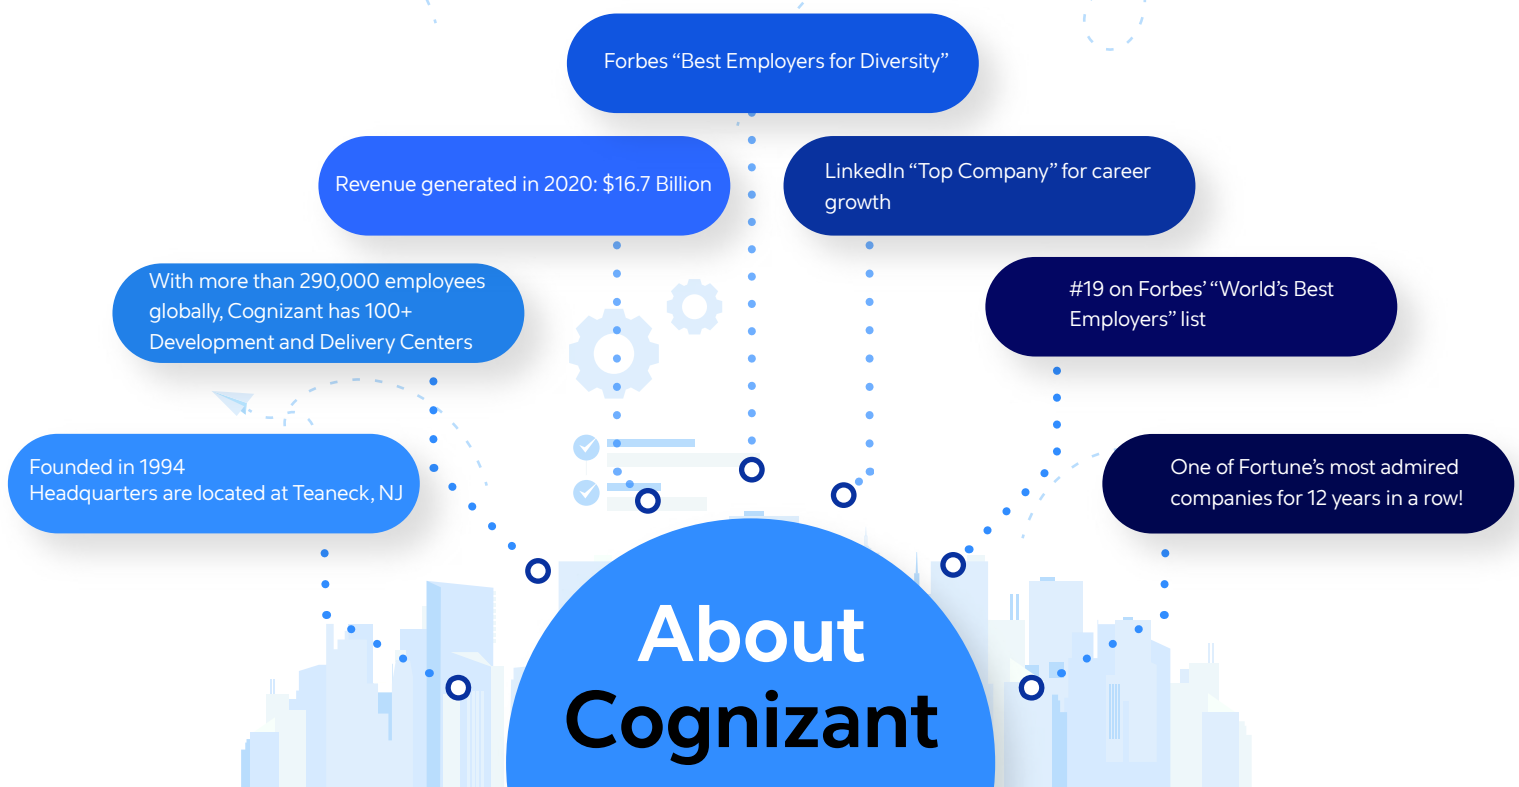 Forbes “Best Employers for Diversity”
Revenue generated in 2020: $16.7 Billion
LinkedIn “Top Company” for career
growth
With more than 290,000 employees
globally, Cognizant has 100+
Development and Delivery Centers
#19 on Forbes’ “World’s Best
Employers” list
Founded in 1994
Headquarters are located at Teaneck, NJ
One of Fortune’s most admired
companies for 12 years in a row!
About
Cognizant